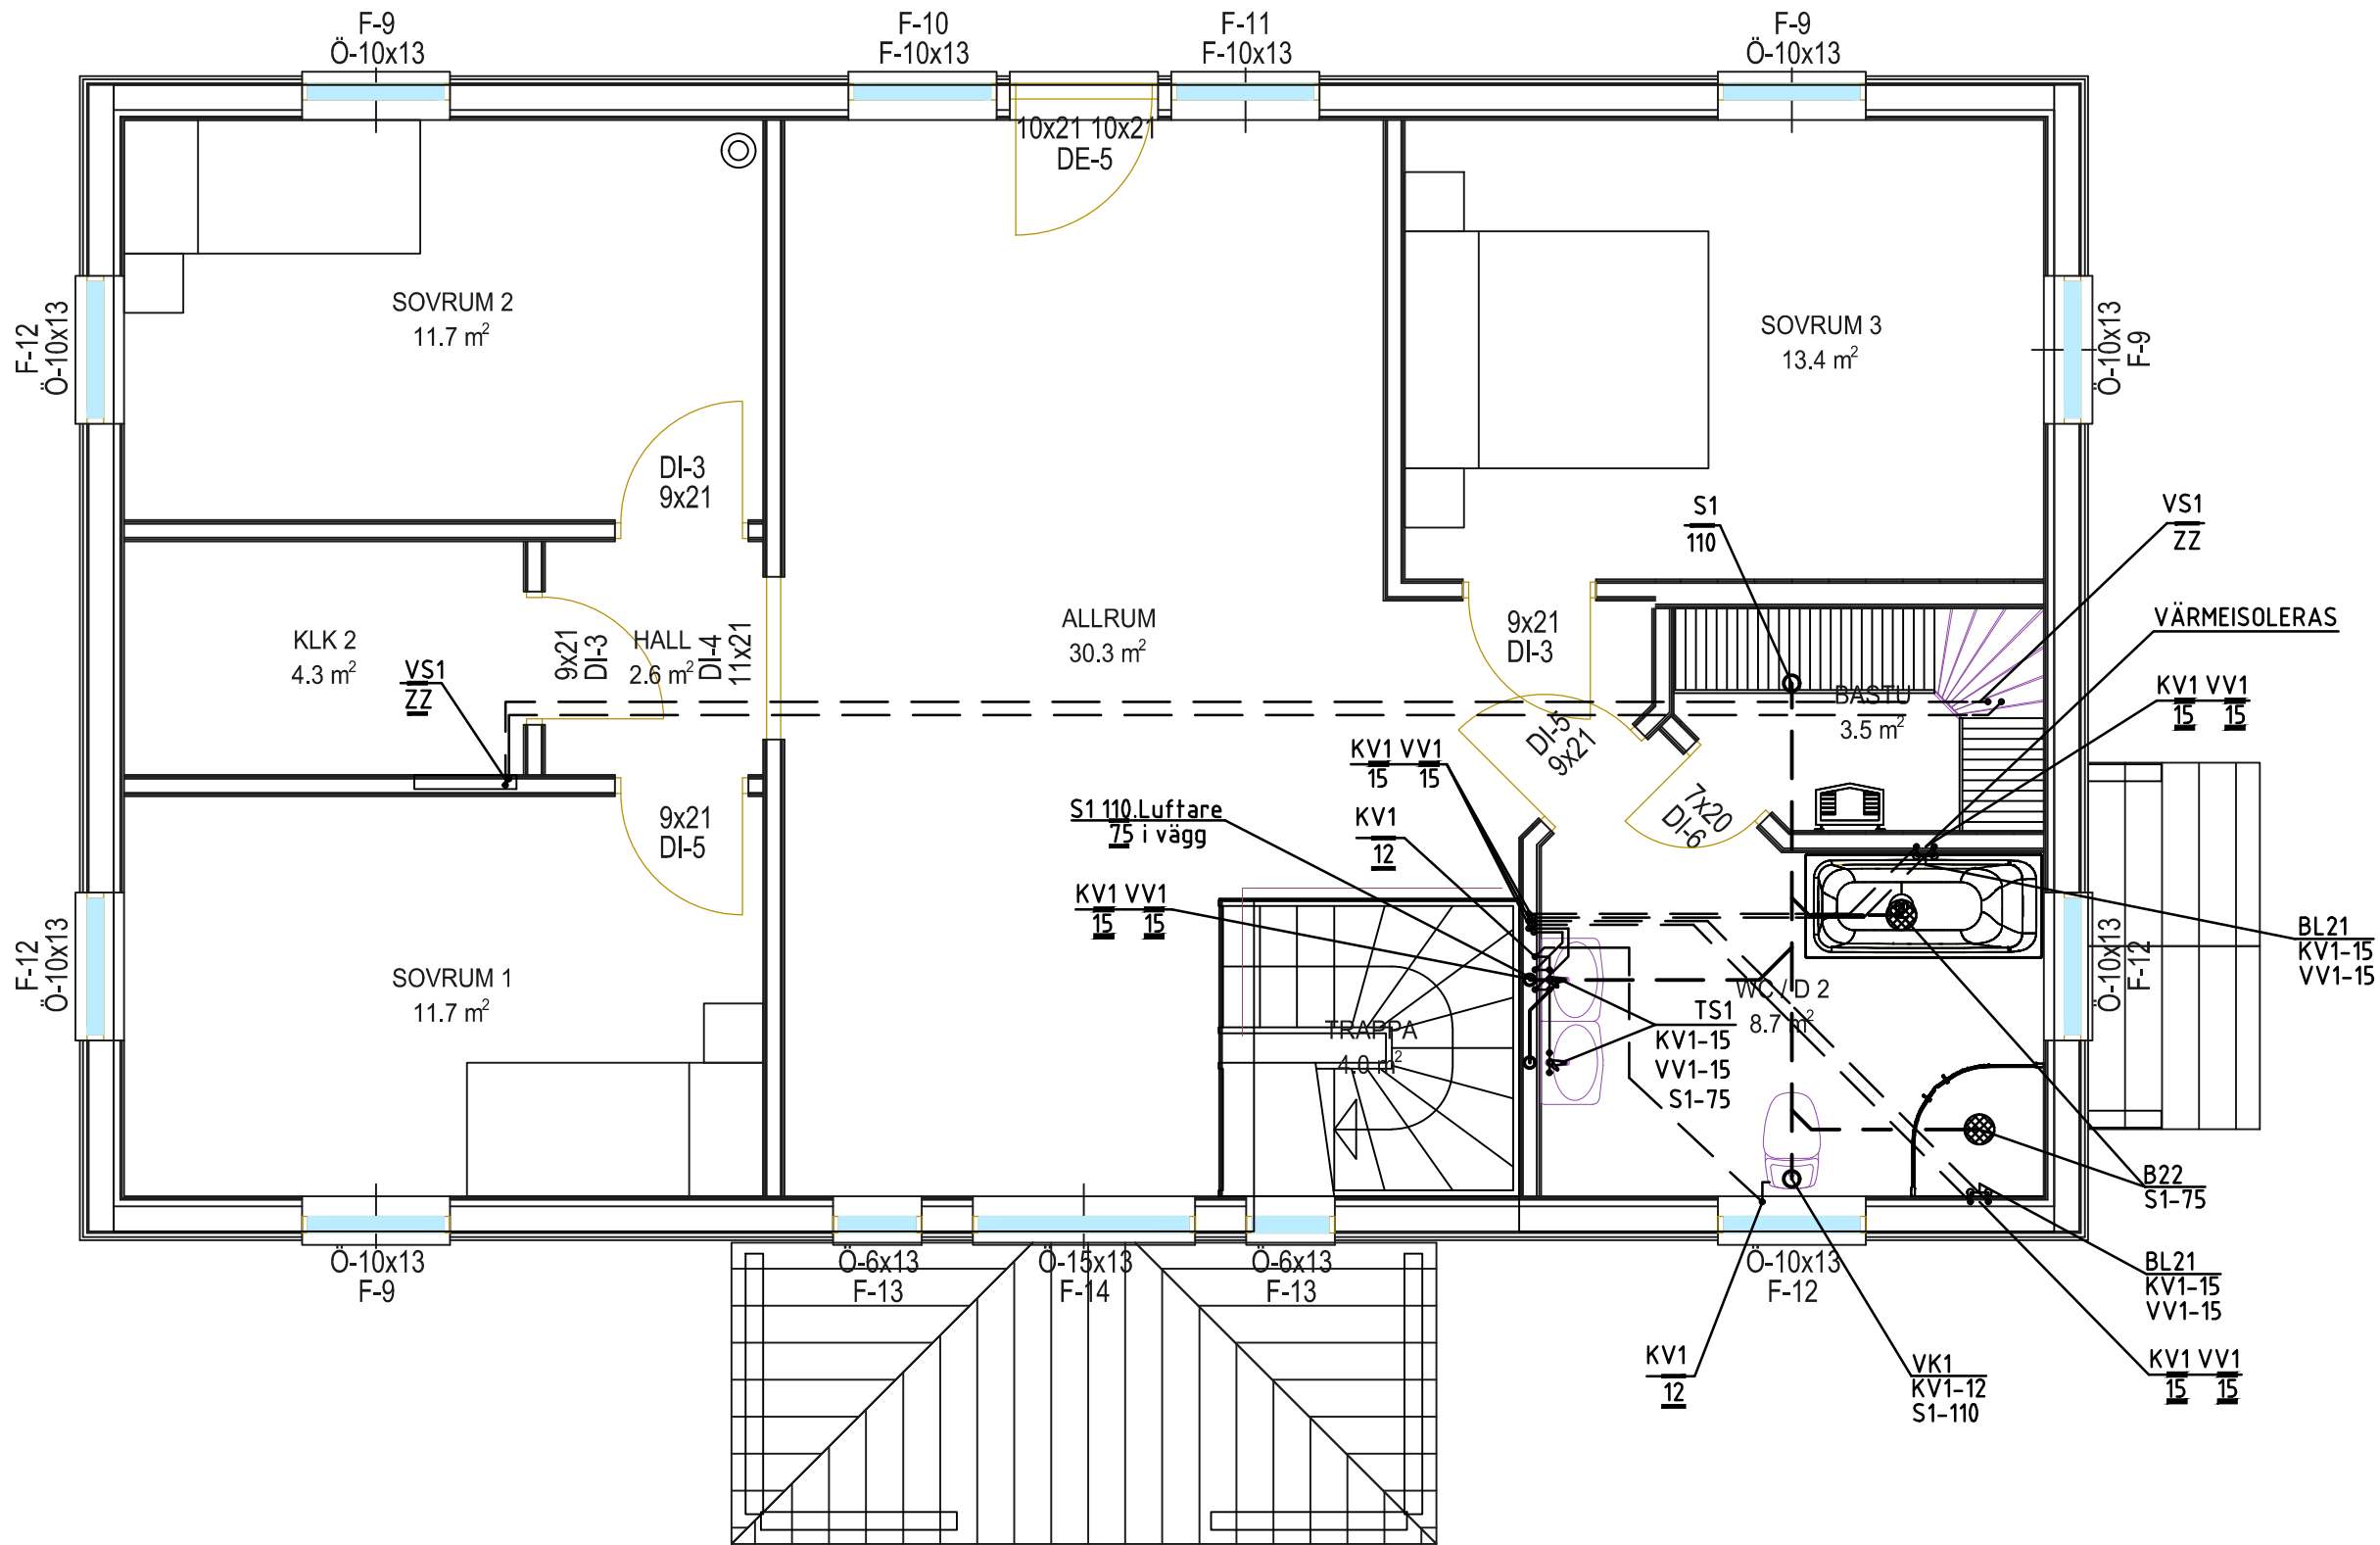 F-9
Ö-10x13
F-10
F-10x13
F-11
F-10x13
F-9
Ö-10x13
10x21 10x21
DE-5
SOVRUM 2
11.7 m²
SOVRUM 3
13.4 m²
F-12
Ö-10x13
Ö-10x13
F-9
DI-3
9x21
S1
110
VS1
ZZ
VÄRMEISOLERAS
KV1 VV1
15 15
KLK 2
4.3 m²
VS1
ZZ
9x21
DI-3
HALL
2.6 m²
DI-4
11x21
ALLRUM
30.3 m²
9x21
DI-3
BASTU
3.5 m²
DI-5
9x21
7x20
DI-6
KV1 VV1
15 15
S1 110.Luftare
75 i vägg
KV1
12
KV1 VV1
15 15
9x21
DI-5
BL21
KV1-15
VV1-15
F-12
Ö-10x13
SOVRUM 1
11.7 m²
TRAPPA
4.0 m²
TS1
KV1-15
VV1-15
S1-75
WC / D 2
8.7 m²
Ö-10x13
F-12
B22
S1-75
Ö-10x13
F-9
Ö-6x13
F-13
Ö-15x13
F-14
Ö-6x13
F-13
Ö-10x13
F-12
BL21
KV1-15
VV1-15
KV1
12
VK1
KV1-12
S1-110
KV1 VV1
15 15